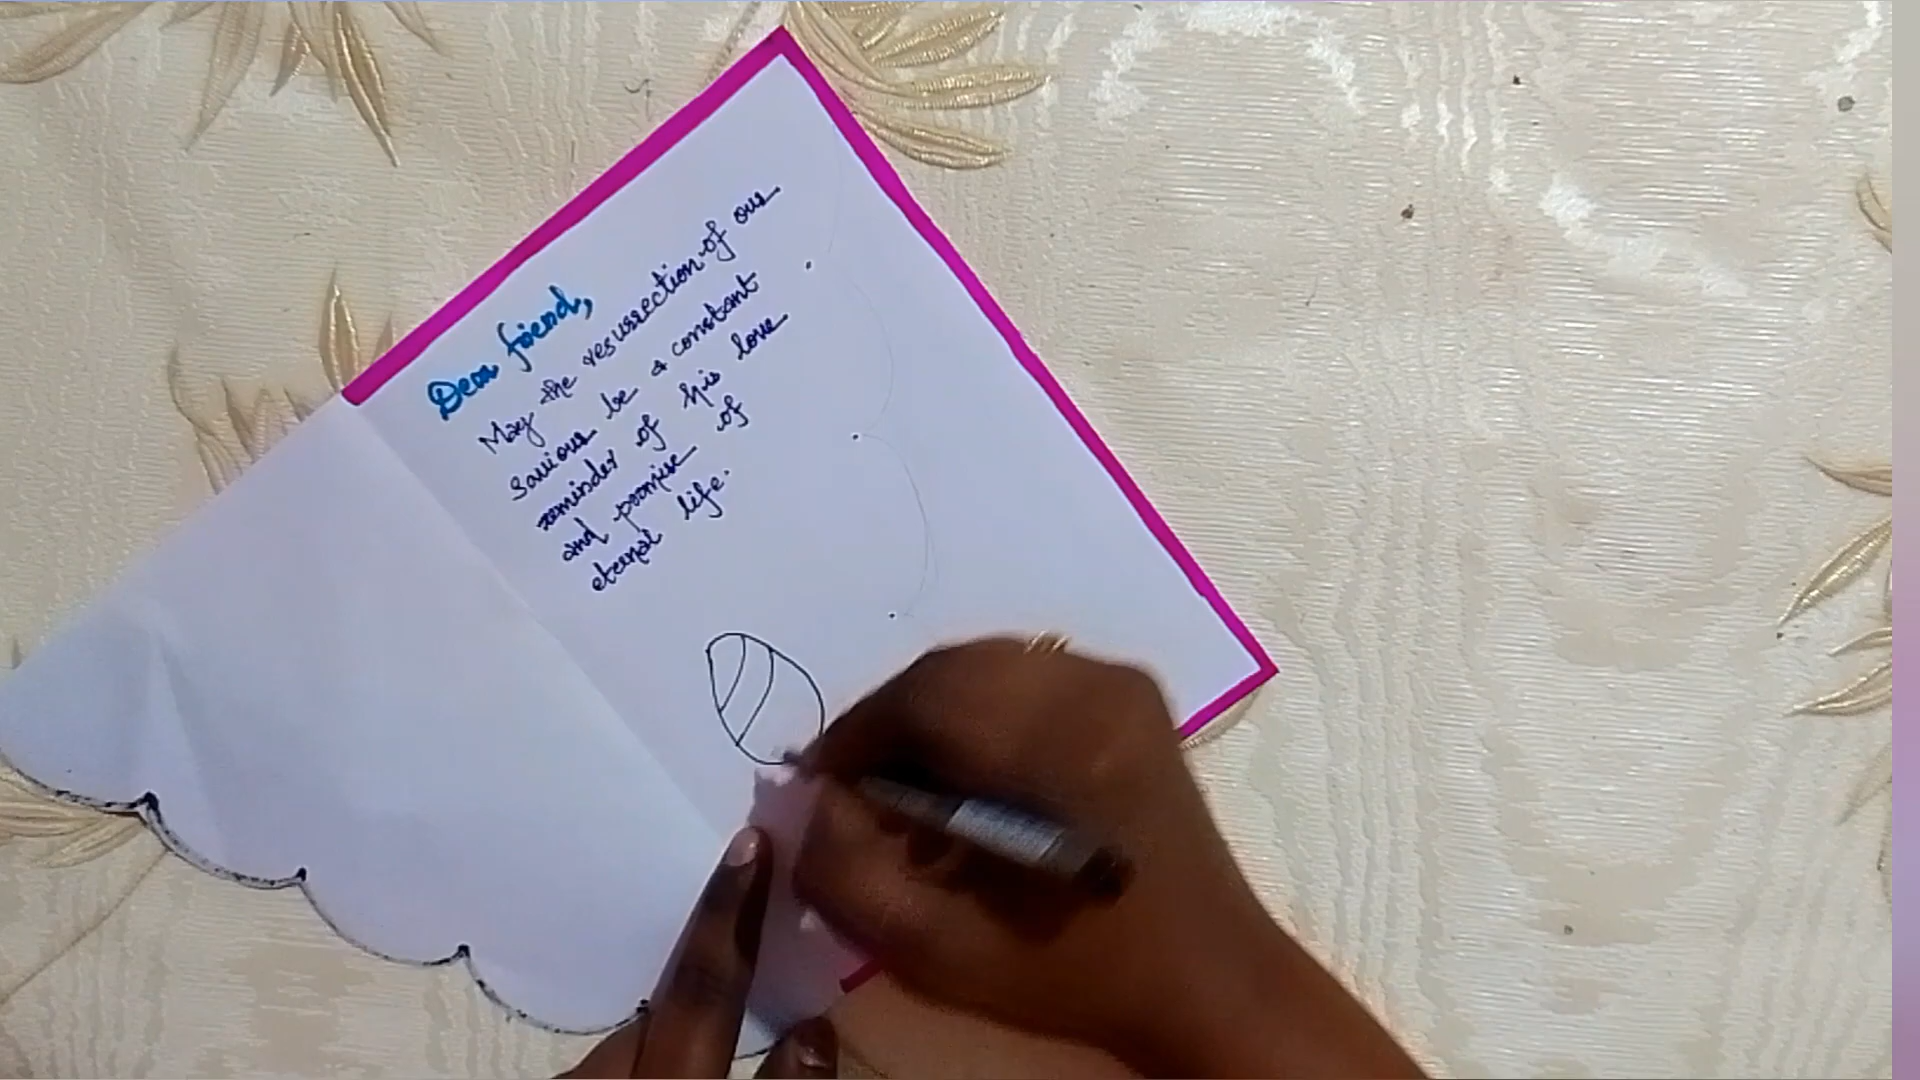 Dear friend,
May the resurrection of our
saviour be a constant
reminder of his love
and promise of
eternal life.